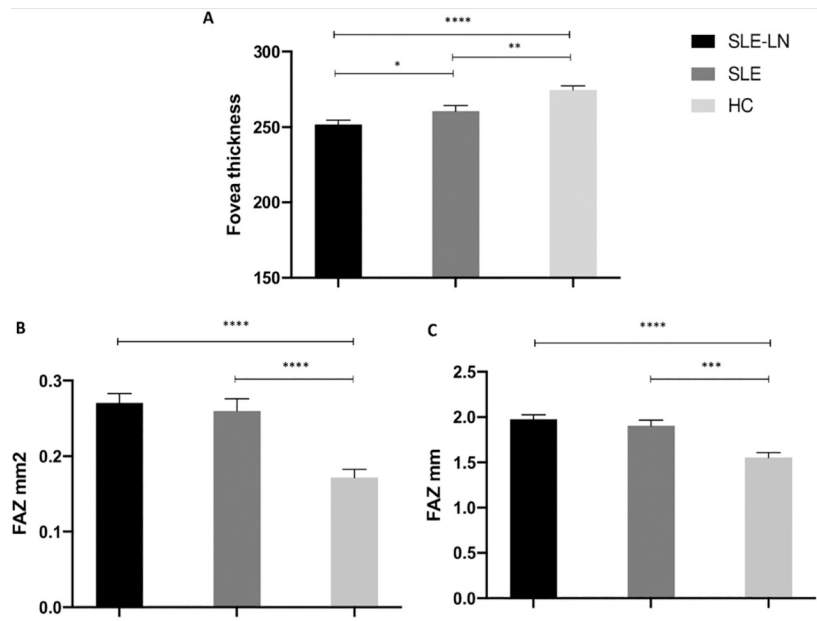 A
****
*
**
300
250
200
150
Fovea thickness
SLE-LN
SLE
HC
B
****
****
0.3
0.2
0.1
0.0
FAZ mm2
C
****
***
2.5
2.0
1.5
1.0
0.5
0.0
FAZ mm